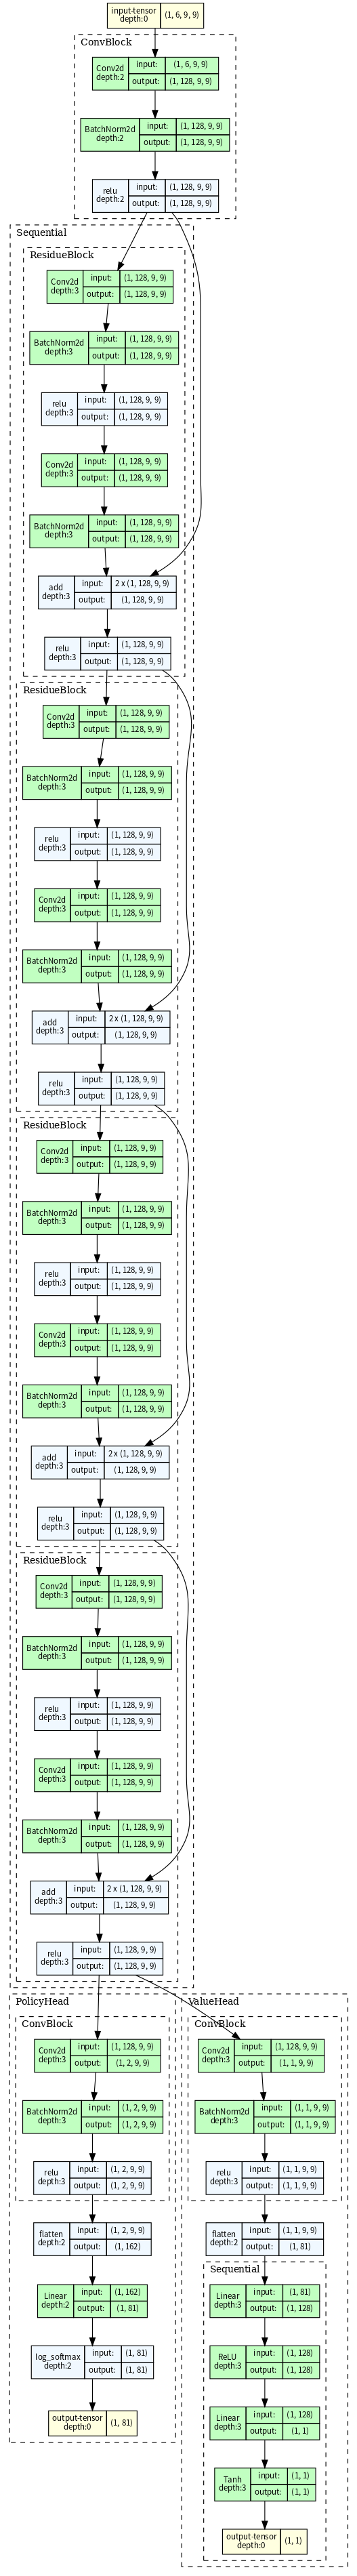 input-tensor
depth:0
(1, 6, 9, 9)
ConvBlock
Conv2d
depth:2
input: (1, 6, 9, 9)
output: (1, 128, 9, 9)
BatchNorm2d
depth:2
input: (1, 128, 9, 9)
output: (1, 128, 9, 9)
relu
depth:2
input: (1, 128, 9, 9)
output: (1, 128, 9, 9)
Sequential
ResidueBlock
Conv2d
depth:3
input: (1, 128, 9, 9)
output: (1, 128, 9, 9)
BatchNorm2d
depth:3
input: (1, 128, 9, 9)
output: (1, 128, 9, 9)
relu
depth:3
input: (1, 128, 9, 9)
output: (1, 128, 9, 9)
Conv2d
depth:3
input: (1, 128, 9, 9)
output: (1, 128, 9, 9)
BatchNorm2d
depth:3
input: (1, 128, 9, 9)
output: (1, 128, 9, 9)
add
depth:3
input: 2 x (1, 128, 9, 9)
output: (1, 128, 9, 9)
relu
depth:3
input: (1, 128, 9, 9)
output: (1, 128, 9, 9)
ResidueBlock
Conv2d
depth:3
input: (1, 128, 9, 9)
output: (1, 128, 9, 9)
BatchNorm2d
depth:3
input: (1, 128, 9, 9)
output: (1, 128, 9, 9)
relu
depth:3
input: (1, 128, 9, 9)
output: (1, 128, 9, 9)
Conv2d
depth:3
input: (1, 128, 9, 9)
output: (1, 128, 9, 9)
BatchNorm2d
depth:3
input: (1, 128, 9, 9)
output: (1, 128, 9, 9)
add
depth:3
input: 2 x (1, 128, 9, 9)
output: (1, 128, 9, 9)
relu
depth:3
input: (1, 128, 9, 9)
output: (1, 128, 9, 9)
ResidueBlock
Conv2d
depth:3
input: (1, 128, 9, 9)
output: (1, 128, 9, 9)
BatchNorm2d
depth:3
input: (1, 128, 9, 9)
output: (1, 128, 9, 9)
relu
depth:3
input: (1, 128, 9, 9)
output: (1, 128, 9, 9)
Conv2d
depth:3
input: (1, 128, 9, 9)
output: (1, 128, 9, 9)
BatchNorm2d
depth:3
input: (1, 128, 9, 9)
output: (1, 128, 9, 9)
add
depth:3
input: 2 x (1, 128, 9, 9)
output: (1, 128, 9, 9)
relu
depth:3
input: (1, 128, 9, 9)
output: (1, 128, 9, 9)
ResidueBlock
Conv2d
depth:3
input: (1, 128, 9, 9)
output: (1, 128, 9, 9)
BatchNorm2d
depth:3
input: (1, 128, 9, 9)
output: (1, 128, 9, 9)
relu
depth:3
input: (1, 128, 9, 9)
output: (1, 128, 9, 9)
Conv2d
depth:3
input: (1, 128, 9, 9)
output: (1, 128, 9, 9)
BatchNorm2d
depth:3
input: (1, 128, 9, 9)
output: (1, 128, 9, 9)
add
depth:3
input: 2 x (1, 128, 9, 9)
output: (1, 128, 9, 9)
relu
depth:3
input: (1, 128, 9, 9)
output: (1, 128, 9, 9)
PolicyHead
ConvBlock
Conv2d
depth:3
input: (1, 128, 9, 9)
output: (1, 2, 9, 9)
BatchNorm2d
depth:3
input: (1, 2, 9, 9)
output: (1, 2, 9, 9)
relu
depth:3
input: (1, 2, 9, 9)
output: (1, 2, 9, 9)
flatten
depth:2
input: (1, 2, 9, 9)
output: (1, 162)
Linear
depth:2
input: (1, 162)
output: (1, 81)
log_softmax
depth:2
input: (1, 81)
output: (1, 81)
output-tensor
depth:0
(1, 81)
ValueHead
ConvBlock
Conv2d
depth:3
input: (1, 128, 9, 9)
output: (1, 1, 9, 9)
BatchNorm2d
depth:3
input: (1, 1, 9, 9)
output: (1, 1, 9, 9)
relu
depth:3
input: (1, 1, 9, 9)
output: (1, 1, 9, 9)
flatten
depth:2
input: (1, 1, 9, 9)
output: (1, 81)
Sequential
Linear
depth:3
input: (1, 81)
output: (1, 128)
ReLU
depth:3
input: (1, 128)
output: (1, 128)
Linear
depth:3
input: (1, 128)
output: (1, 1)
Tanh
depth:3
input: (1, 1)
output: (1, 1)
output-tensor
depth:0
(1, 1)